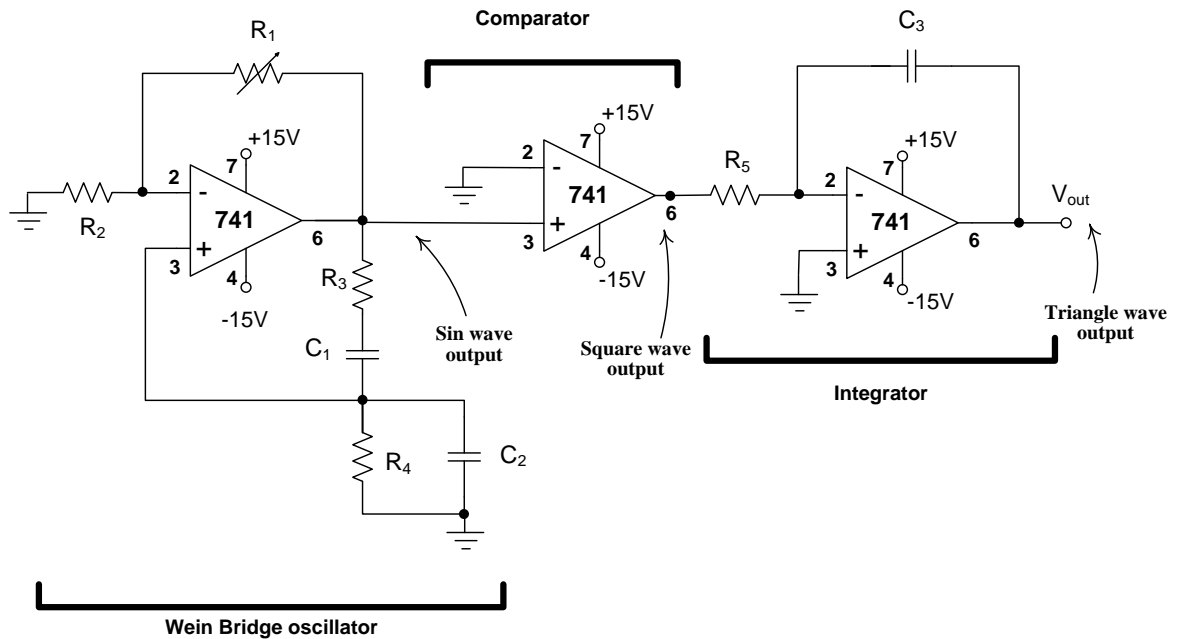 Comparator
R1
C3
+15V
7
2
-
741
R2
+
3
6
4
-15V
R3
C1
R4
C2
Sin wave
output
+15V
7
2
-
741
+
3
6
4
-15V
Square wave
output
R5
+15V
7
2
-
741
+
3
6
4
-15V
Vout
Triangle wave
output
Integrator
Wein Bridge oscillator